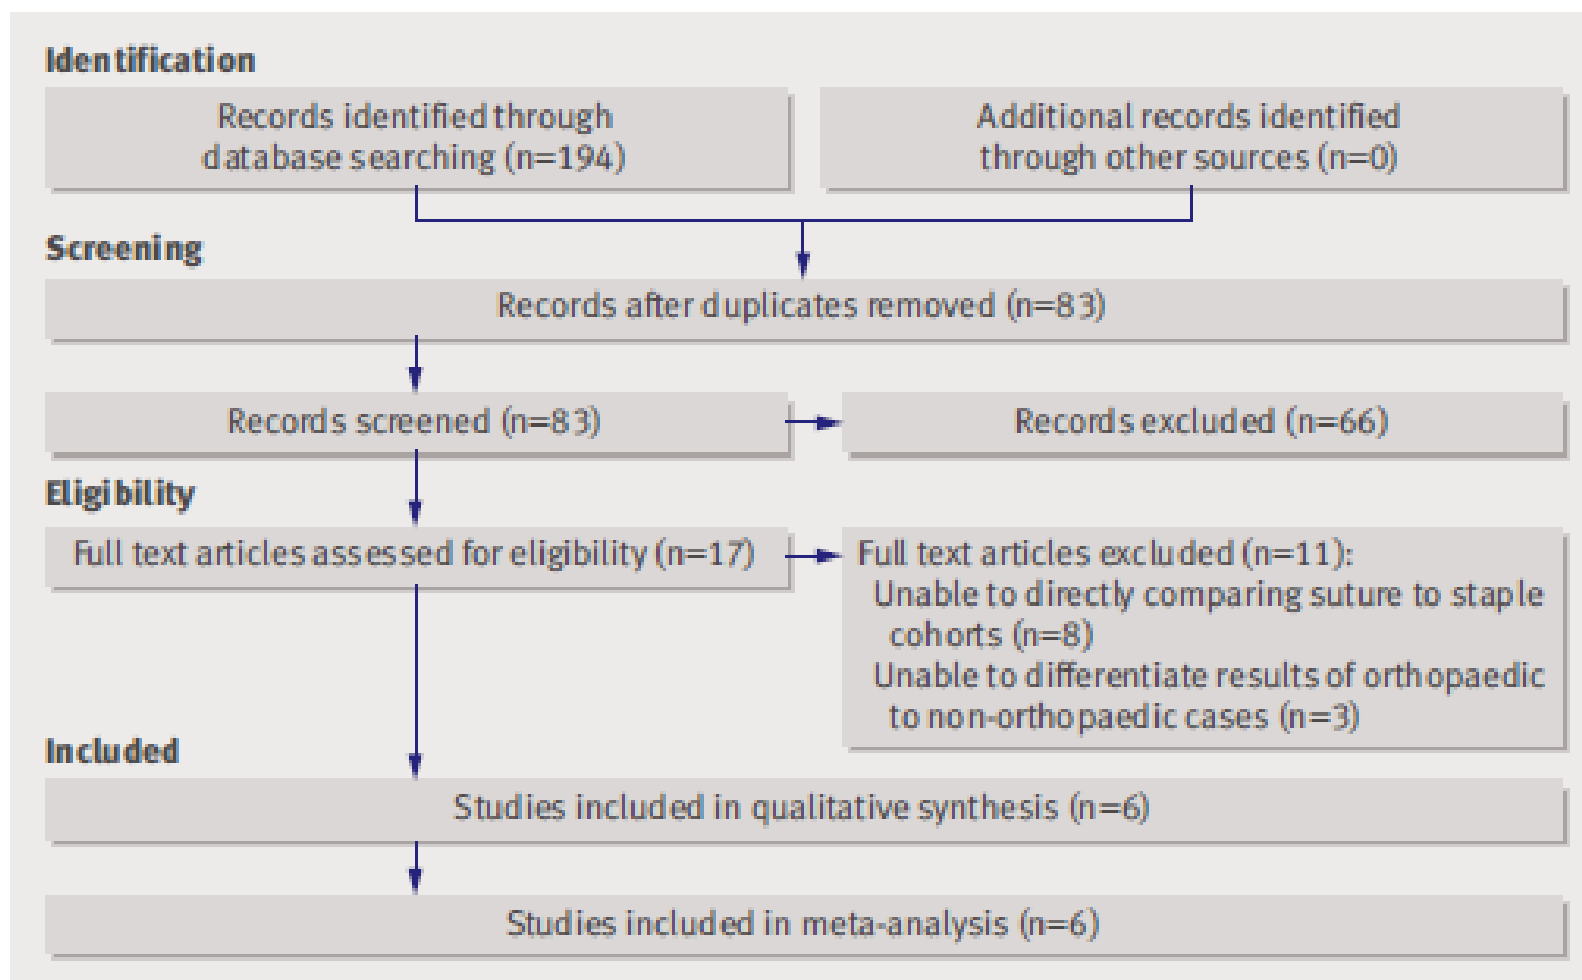 Identification
Records identified through
database searching (n=194)
Additional records identified
through other sources (n=0)
Screening
Records after duplicates removed (n=83)
Records screened (n=83)
Records excluded (n=66)
Eligibility
Full text articles assessed for eligibility (n=17)
Full text articles excluded (n=11):
Unable to directly comparing suture to staple
cohorts (n=8)
Unable to differentiate results of orthopaedic
to non-orthopaedic cases (n=3)
Included
Studies included in qualitative synthesis (n=6)
Studies included in meta-analysis (n=6)